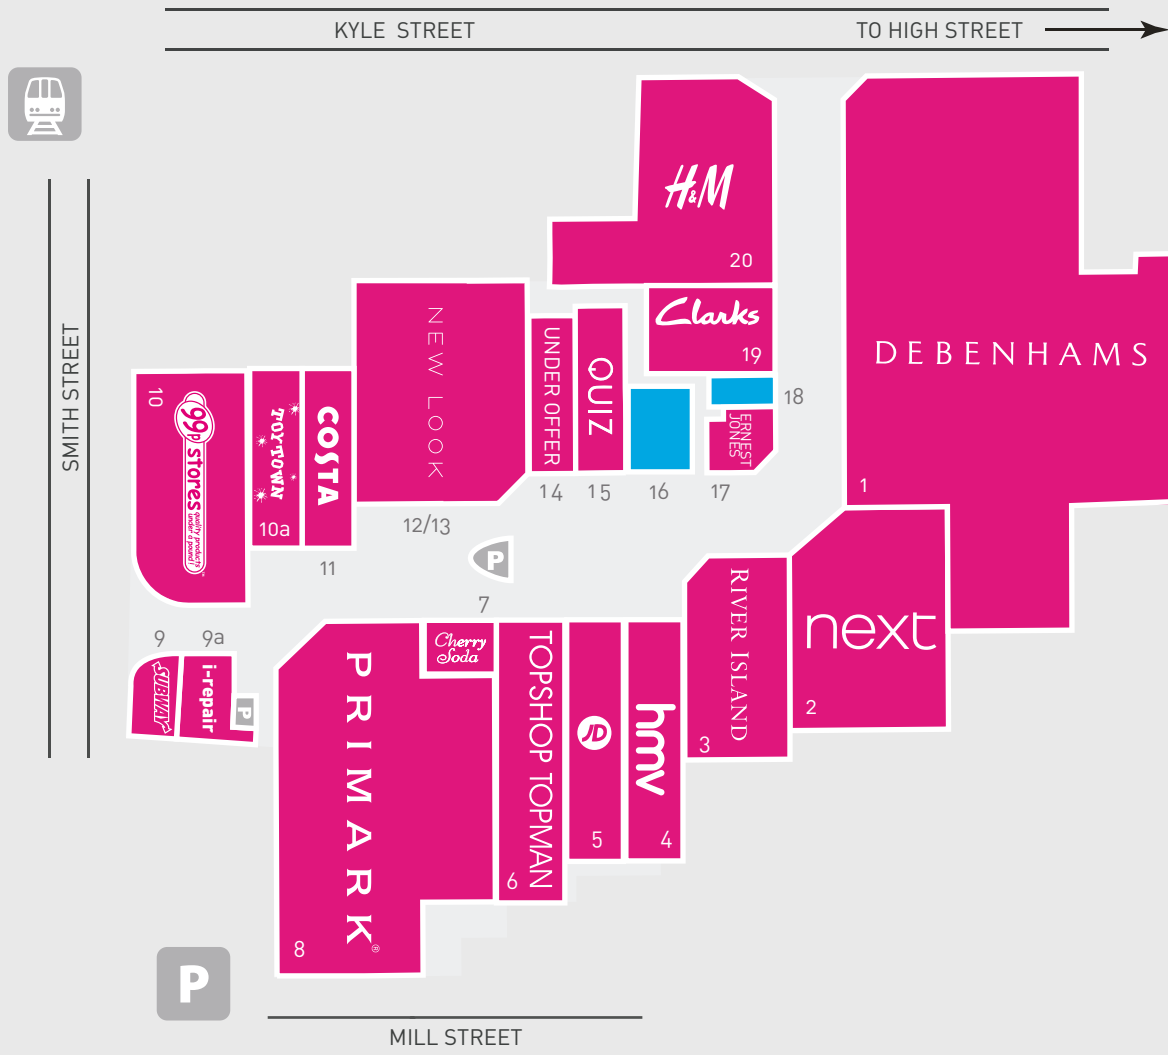 KYLE STREET
TO HIGH STREET
SMITH STREET
H&M
20
Clarks
19
18
DEBENHAMS
1
NEW LOOK
12/13
UNDER OFFER
14
QUIZ
15
16
ERNEST
JONES
17
10
99p stores
quality products
under a pound!
TOYTOWN
10a
COSTA
11
P
7
9
9a
SUBWAY
i-repair
P
PRIMARK®
8
Cherry
Soda
TOPSHOP TOPMAN
6
JD
5
hmv
4
RIVER ISLAND
3
next
2
P
MILL STREET